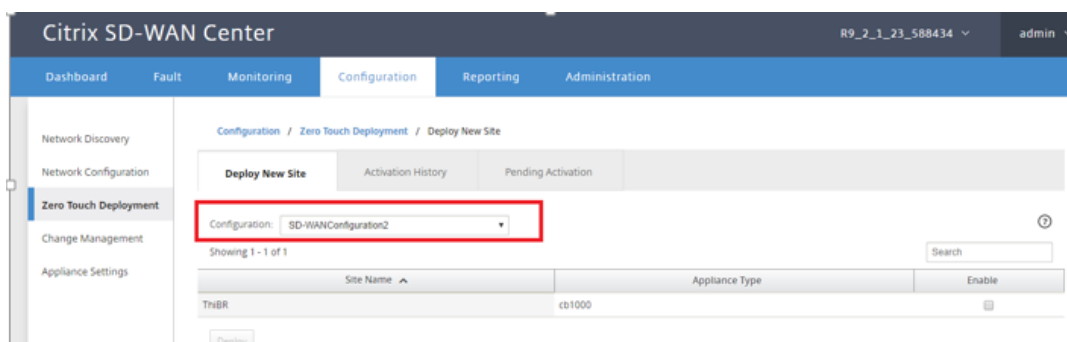 Citrix SD-WAN Center R9_2_1_23_588434 admin
Dashboard Fault Monitoring Configuration Reporting Administration
Configuration / Zero Touch Deployment / Deploy New Site
Network Discovery
Network Configuration
Zero Touch Deployment
Change Management
Appliance Settings
Deploy New Site Activation History Pending Activation
Configuration: SD-WANConfiguration2
Showing 1 - 1 of 1 Search
Site Name Appliance Type Enable
ThiBR cb1000
Deploy